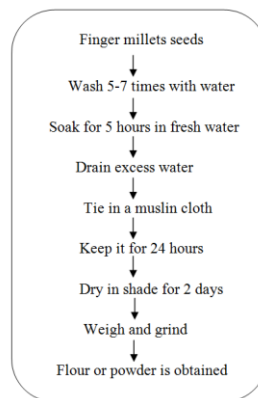 Finger millets seeds
Wash 5-7 times with water
Soak for 5 hours in fresh water
Drain excess water
Tie in a muslin cloth
Keep it for 24 hours
Dry in shade for 2 days
Weigh and grind
Flour or powder is obtained